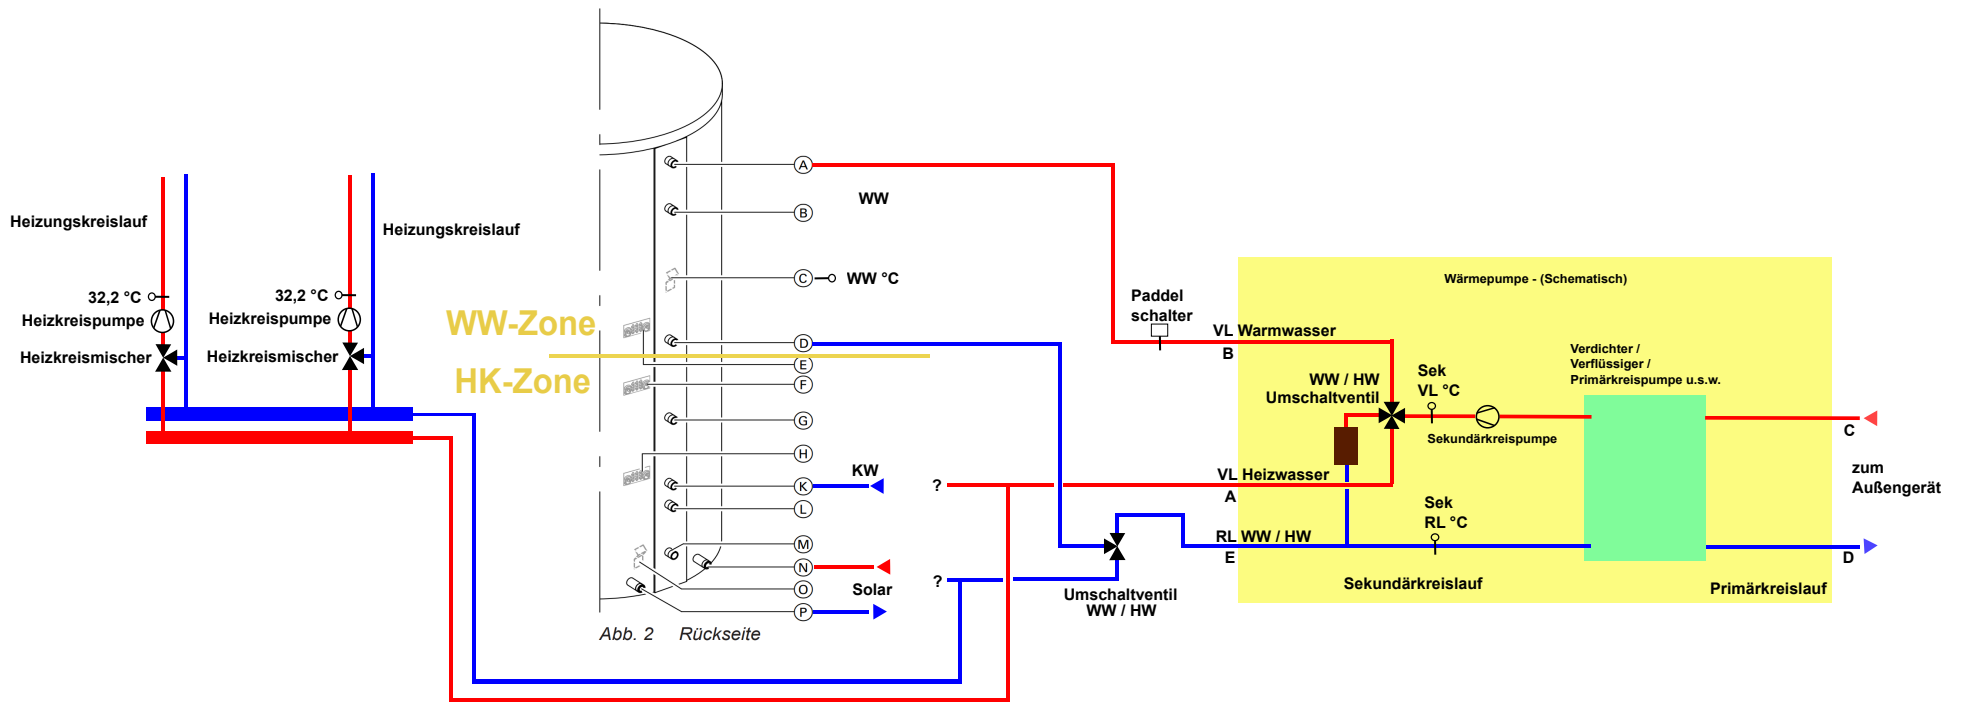 Heizungskreislauf
32,2 °C
Heizkreispumpe
Heizkreismischer
Heizungskreislauf
32,2 °C
Heizkreispumpe
Heizkreismischer
WW-Zone
HK-Zone
A
WW
B
C
WW °C
D
E
F
G
H
KW
K
L
M
N
Solar
O
P
Abb. 2 Rückseite
?
?
Paddel
schalter
Umschaltventil
WW / HW
Wärmepumpe - (Schematisch)
VL Warmwasser
B
WW / HW
Umschaltventil
Sek
VL °C
Sekundärkreispumpe
Verdichter /
Verflüssiger /
Primärkreispumpe u.s.w.
VL Heizwasser
A
Sek
RL °C
RL WW / HW
E
Sekundärkreislauf
Primärkreislauf
C
zum
Außengerät
D